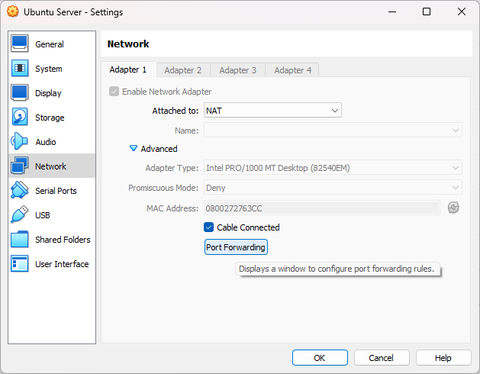 Ubuntu Server - Settings
General
System
Display
Storage
Audio
Network
Serial Ports
USB
Shared Folders
User Interface
Network
Adapter 1 Adapter 2 Adapter 3 Adapter 4
Enable Network Adapter
Attached to: NAT
Name:
Advanced
Adapter Type: Intel PRO/1000 MT Desktop (82540EM)
Promiscuous Mode: Deny
MAC Address: 0800272763CC
Cable Connected
Port Forwarding
Displays a window to configure port forwarding rules.
OK Cancel Help